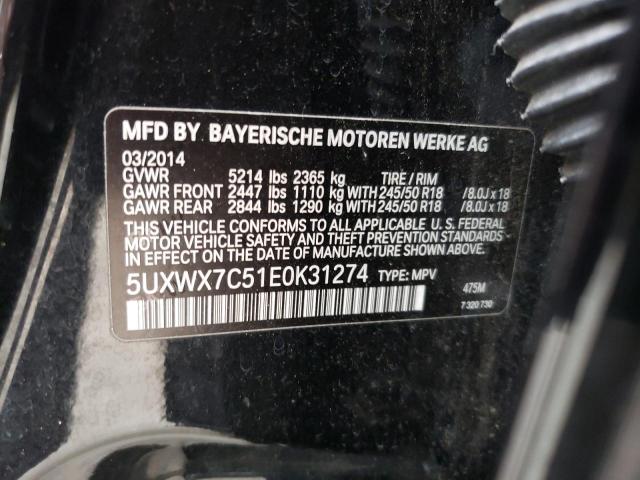 MFD BY BAYERISCHE MOTOREN WERKE AG
03/2014
GVWR 5214 lbs 2365 kg TIRE / RIM
GAWR FRONT 2447 lbs 1110 kg WITH 245/50 R18 / 8.0J x 18
GAWR REAR 2844 lbs 1290 kg WITH 245/50 R18 / 8.0J x 18
THIS VEHICLE CONFORMS TO ALL APPLICABLE U. S. FEDERAL
MOTOR VEHICLE SAFETY AND THEFT PREVENTION STANDARDS
IN EFFECT ON THE DATE OF MANUFACTURE SHOWN ABOVE.
5UXWX7C51E0K31274 TYPE: MPV
475M
7 320 730